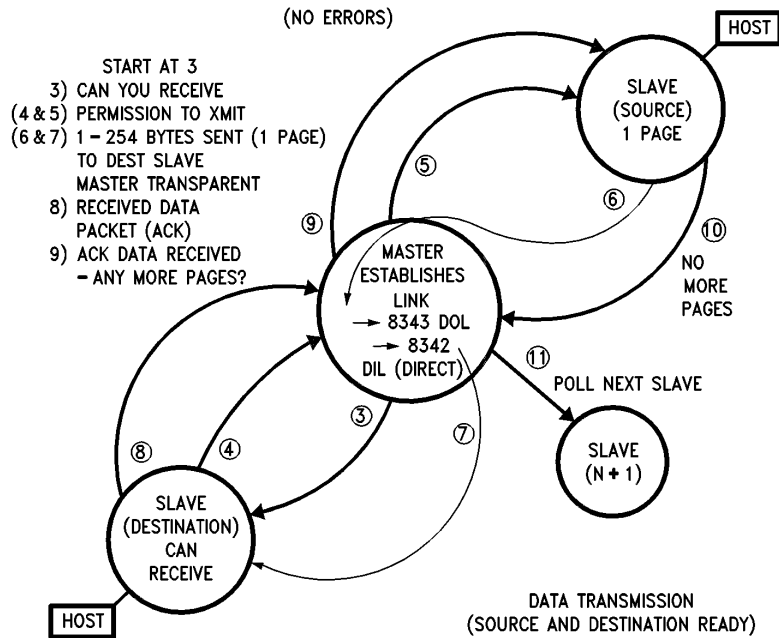 (NO ERRORS)
HOST
START AT 3
3) CAN YOU RECEIVE
(4 & 5) PERMISSION TO XMIT
(6 & 7) 1 - 254 BYTES SENT (1 PAGE)
TO DEST SLAVE
MASTER TRANSPARENT
8) RECEIVED DATA
PACKET (ACK)
9) ACK DATA RECEIVED
- ANY MORE PAGES?
SLAVE
(SOURCE)
1 PAGE
5
6
9
10
NO
MORE
PAGES
MASTER
ESTABLISHES
LINK
→ 8343 DOL
→ 8342
DIL (DIRECT)
11
POLL NEXT SLAVE
3
7
8
4
SLAVE
(N + 1)
SLAVE
(DESTINATION)
CAN
RECEIVE
HOST
DATA TRANSMISSION
(SOURCE AND DESTINATION READY)